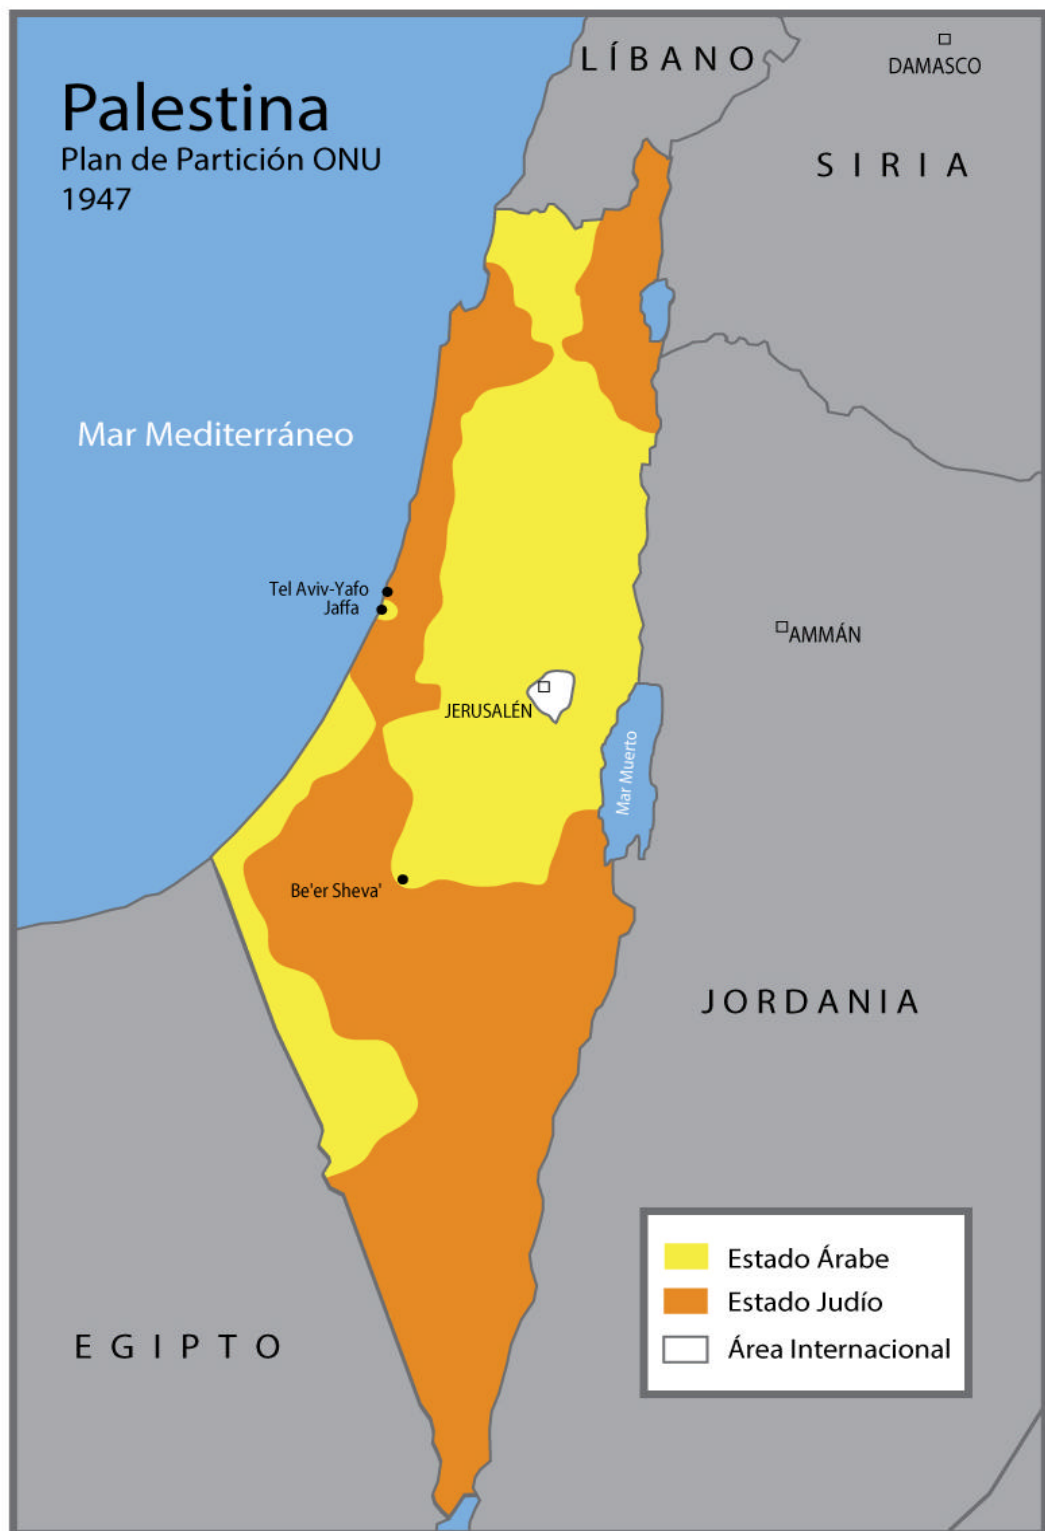 LÍBANO
DAMASCO
Palestina
Plan de Partición ONU
1947
SIRIA
Mar Mediterráneo
Tel Aviv-Yafo
Jaffa
AMMÁN
JERUSALÉN
Mar Muerto
Be'er Sheva'
JORDANIA
Estado Árabe
Estado Judío
Área Internacional
EGIPTO